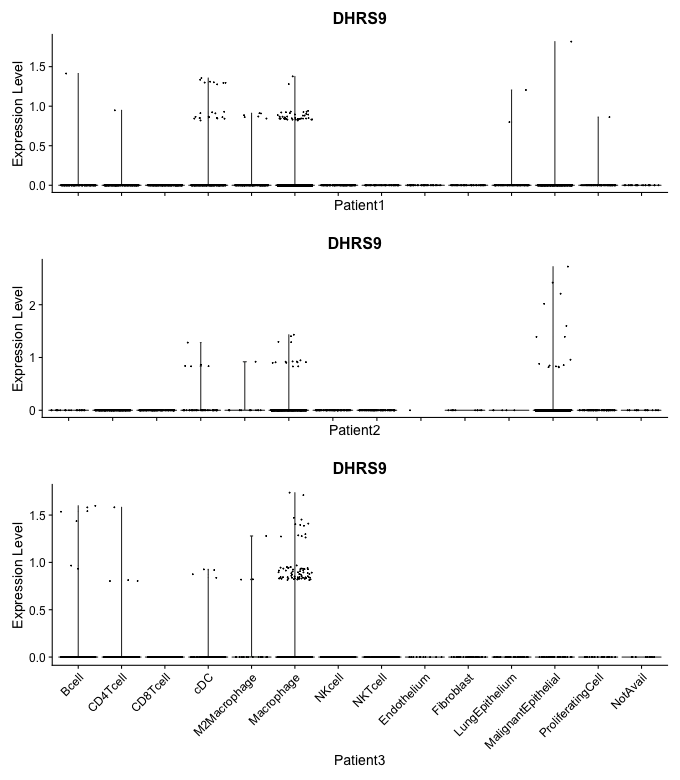 DHRS9
Expression Level
1.5
1.0
0.5
0.0
Patient1
DHRS9
Expression Level
2
1
0
Patient2
DHRS9
Expression Level
1.5
1.0
0.5
0.0
Bcell
CD4Tcell
CD8Tcell
cDC
M2Macrophage
Macrophage
NKcell
NKTcell
Endothelium
Fibroblast
LungEpithelium
MalignantEpithelial
ProliferatingCell
NotAvail
Patient3